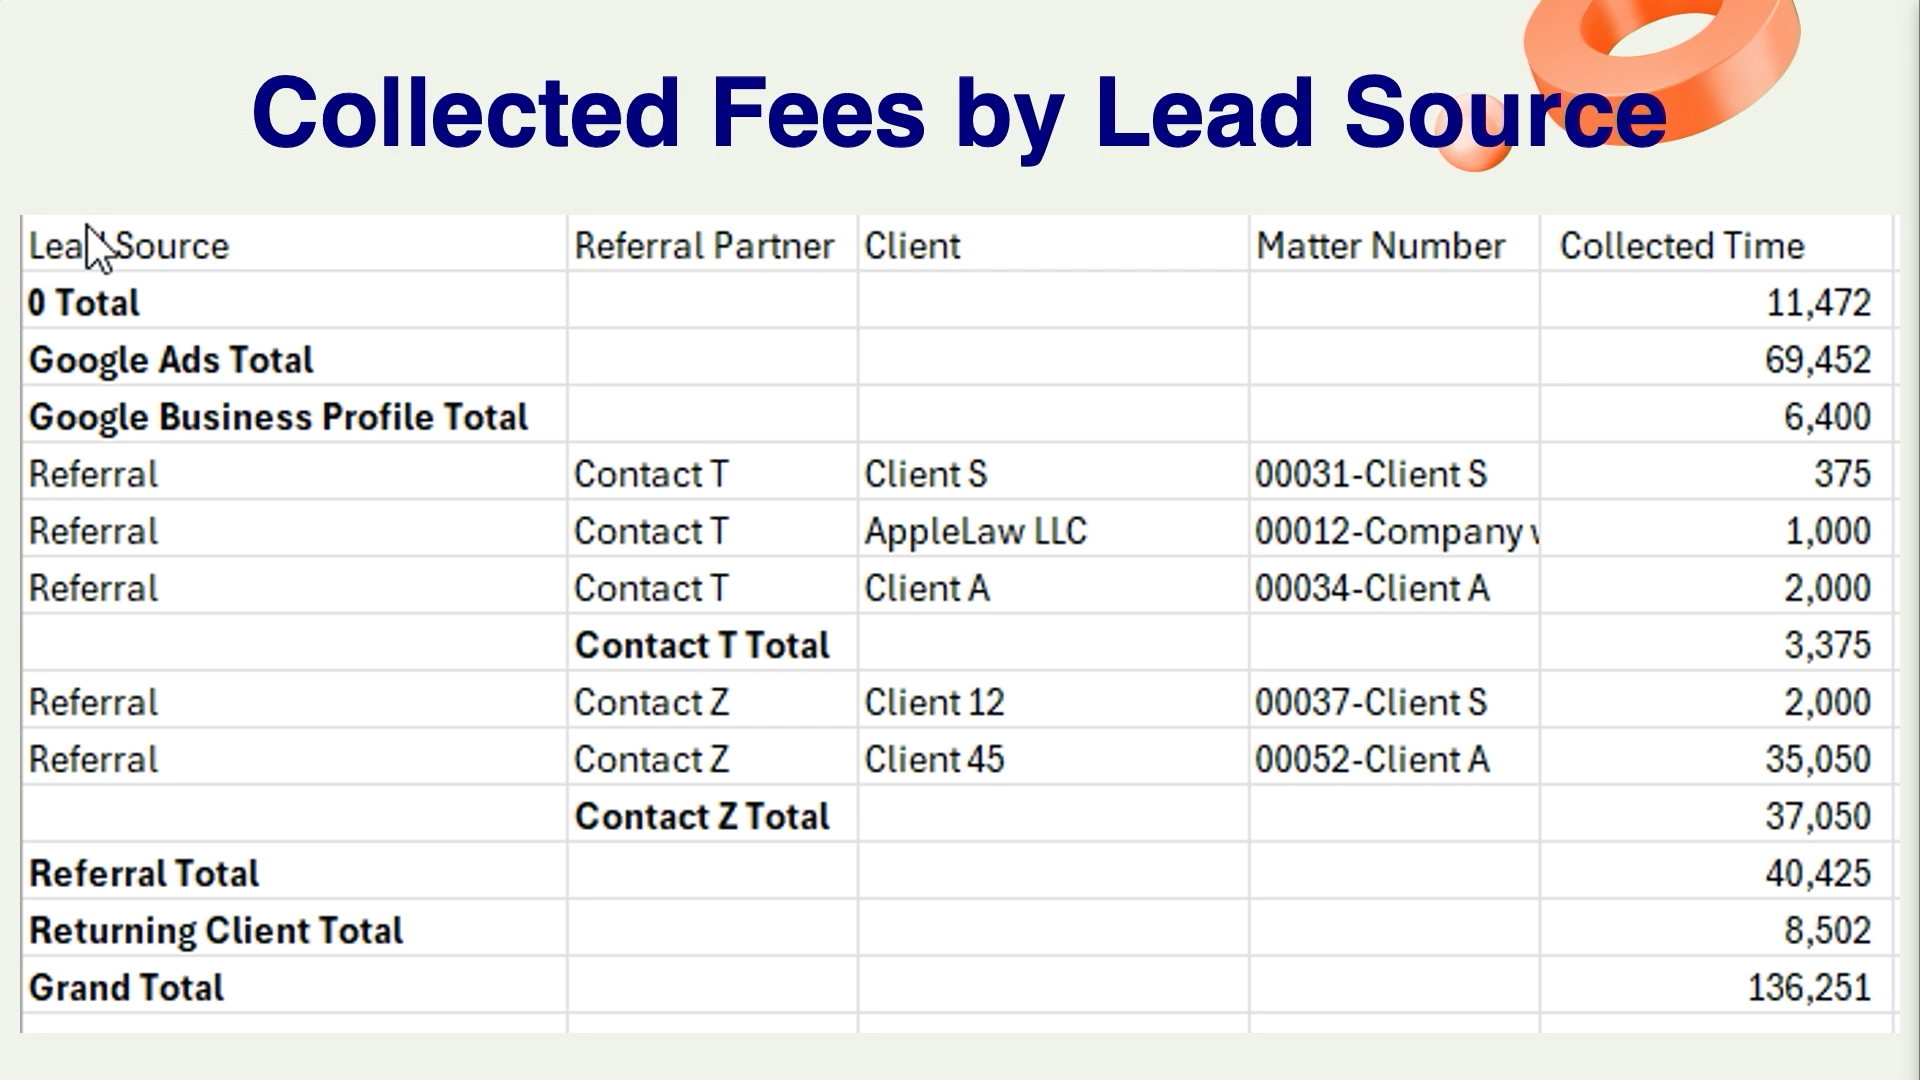 Collected Fees by Lead Source
Lead Source Referral Partner Client Matter Number Collected Time
0 Total 11,472
Google Ads Total 69,452
Google Business Profile Total 6,400
Referral Contact T Client S 00031-Client S 375
Referral Contact T AppleLaw LLC 00012-Company 1,000
Referral Contact T Client A 00034-Client A 2,000
Contact T Total 3,375
Referral Contact Z Client 12 00037-Client S 2,000
Referral Contact Z Client 45 00052-Client A 35,050
Contact Z Total 37,050
Referral Total 40,425
Returning Client Total 8,502
Grand Total 136,251